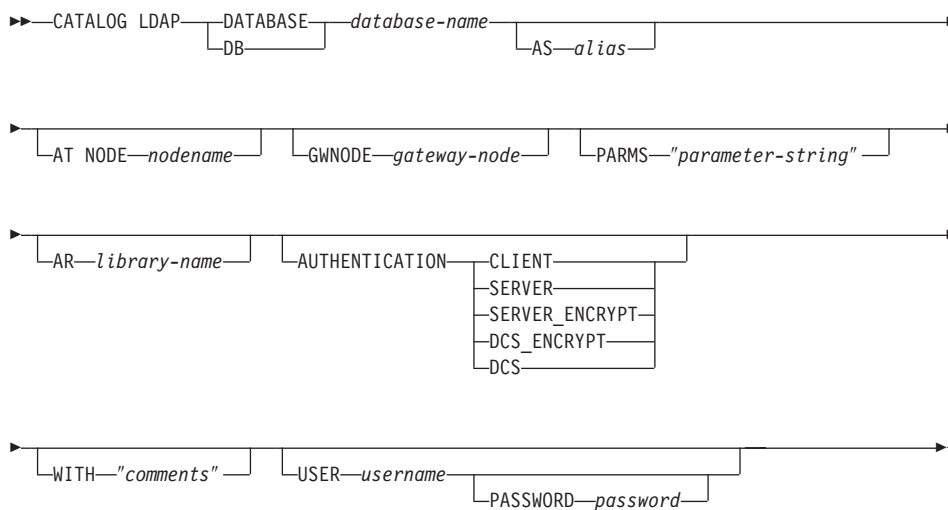 CATALOG LDAP DATABASE database-name
DB AS alias
AT NODE nodename GWNODE gateway-node PARMS "parameter-string"
AR library-name AUTHENTICATION CLIENT
SERVER
SERVER_ENCRYPT
DCS_ENCRYPT
DCS
WITH "comments" USER username
PASSWORD password